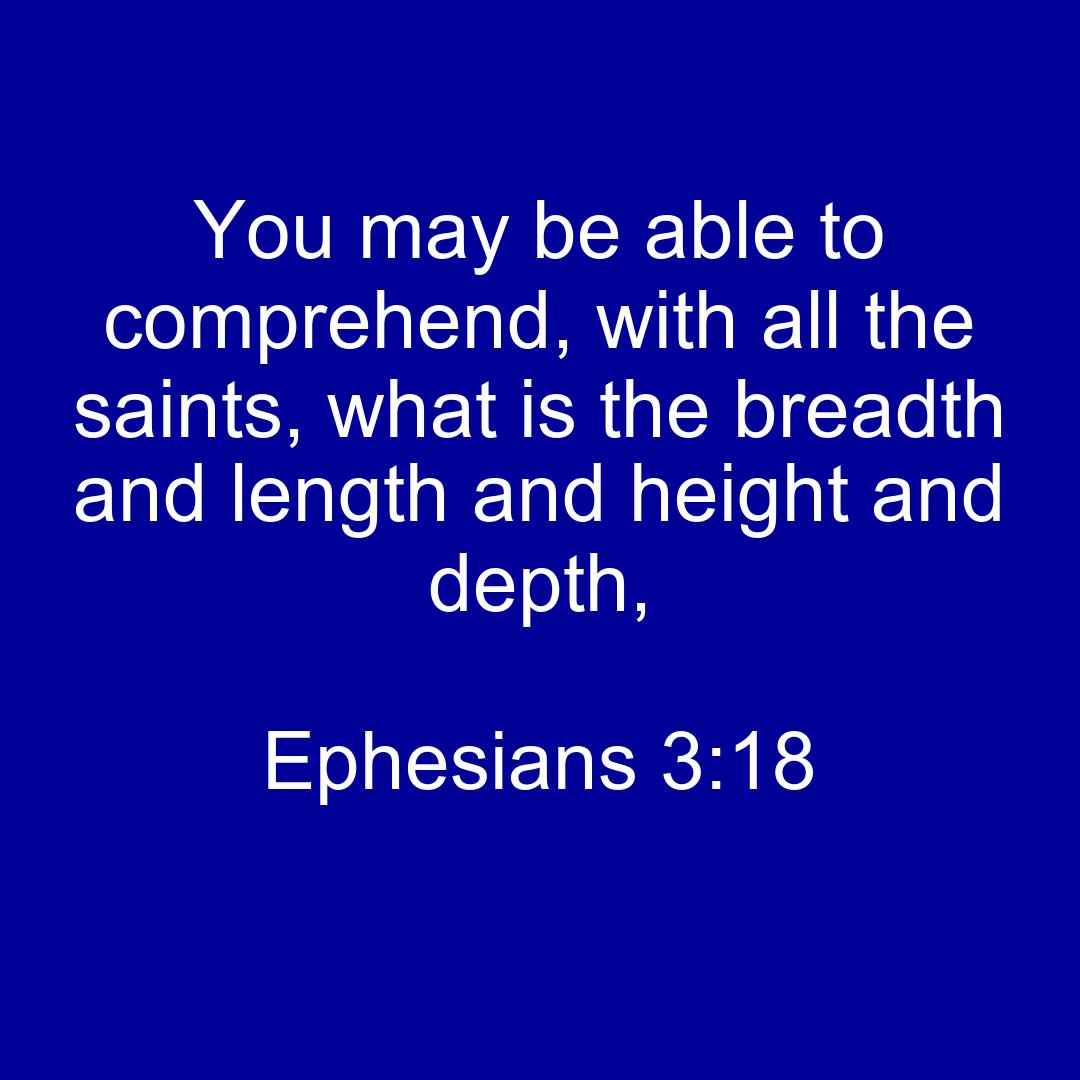 You may be able to
comprehend, with all the
saints, what is the breadth
and length and height and
depth,
Ephesians 3:18